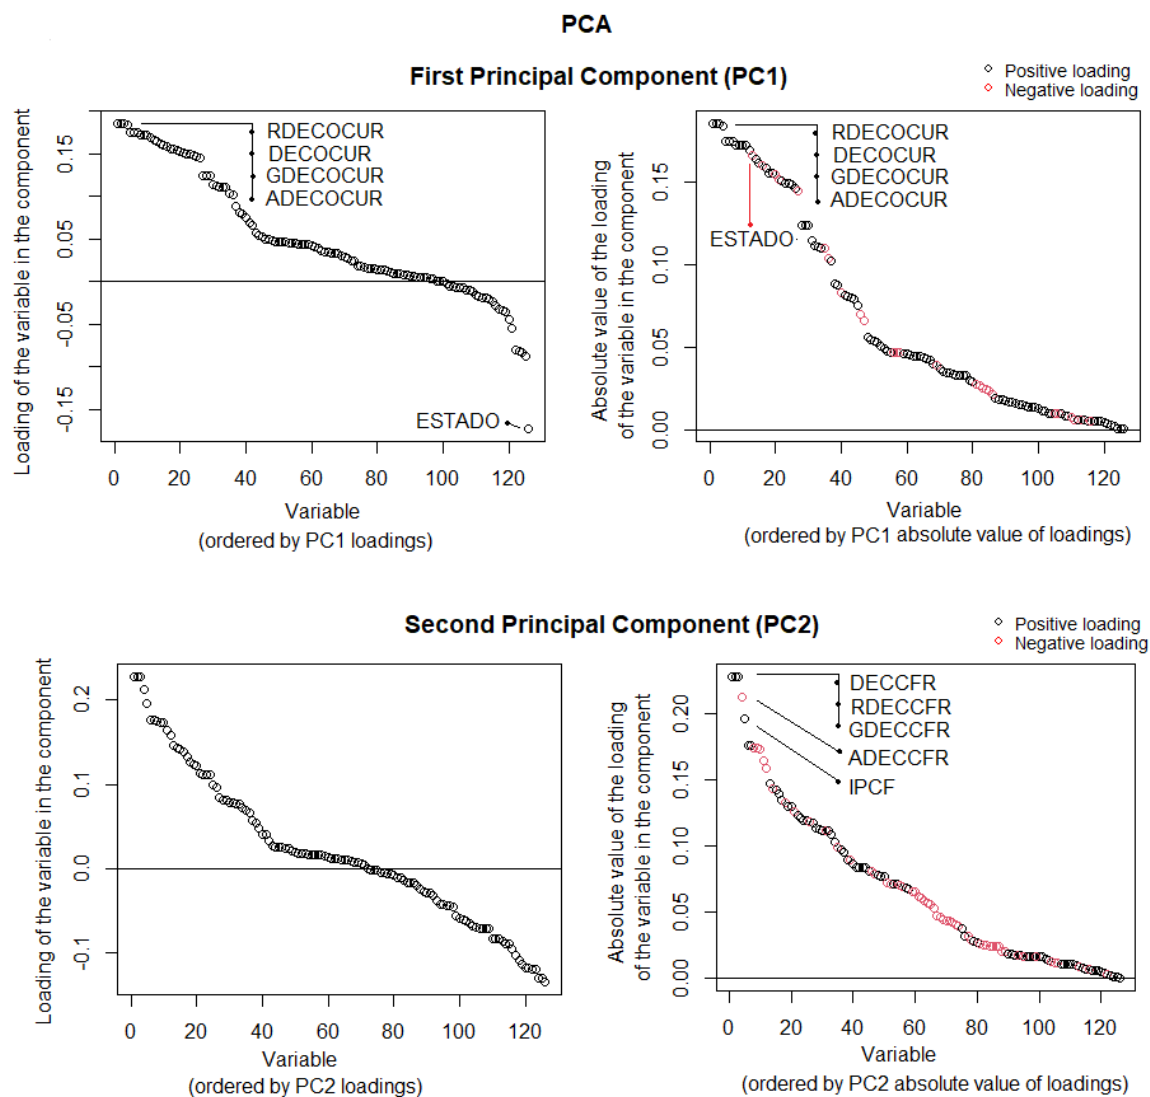 PCA
First Principal Component (PC1)
Positive loading
Negative loading
Loading of the variable in the component
0.15
0.05
-0.05
-0.15
RDECOCUR
DECOCUR
GDECOCUR
ADECOCUR
ESTADO
0 20 40 60 80 100 120
Variable
(ordered by PC1 loadings)
Absolute value of the loading
of the variable in the component
0.15
0.10
0.05
0.00
RDECOCUR
DECOCUR
GDECOCUR
ADECOCUR
ESTADO
0 20 40 60 80 100 120
Variable
(ordered by PC1 absolute value of loadings)
Second Principal Component (PC2)
Positive loading
Negative loading
Loading of the variable in the component
0.2
0.1
0.0
-0.1
0 20 40 60 80 100 120
Variable
(ordered by PC2 loadings)
Absolute value of the loading
of the variable in the component
0.20
0.15
0.10
0.05
0.00
DECCFR
RDECCFR
GDECCFR
ADECCFR
IPCF
0 20 40 60 80 100 120
Variable
(ordered by PC2 absolute value of loadings)